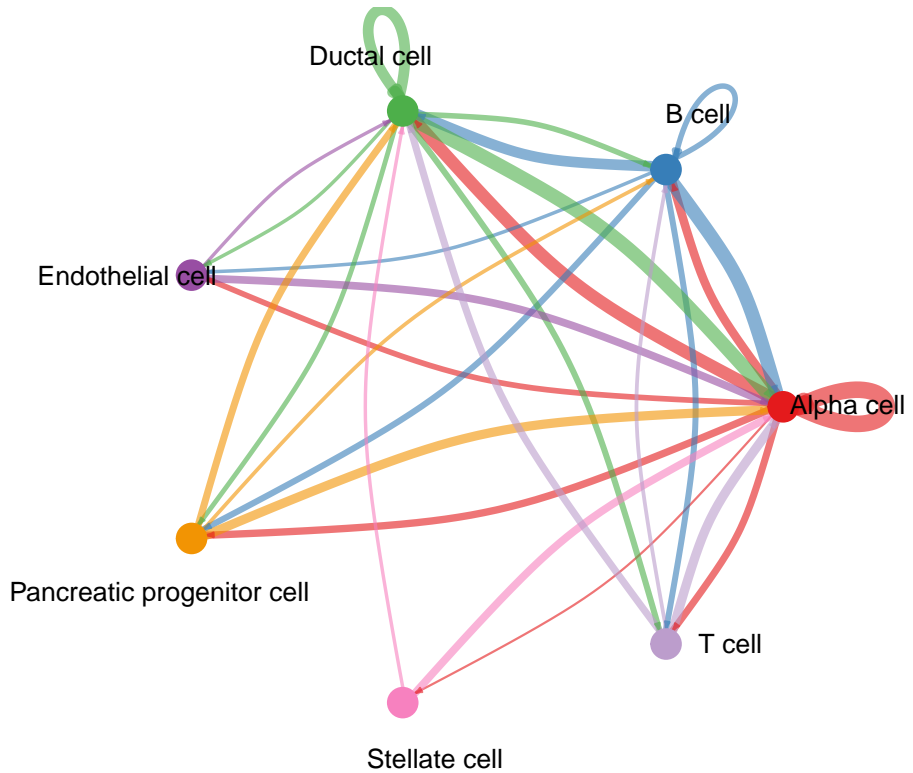 Ductal cell
B cell
Endothelial cell
Alpha cell
Pancreatic progenitor cell
T cell
Stellate cell